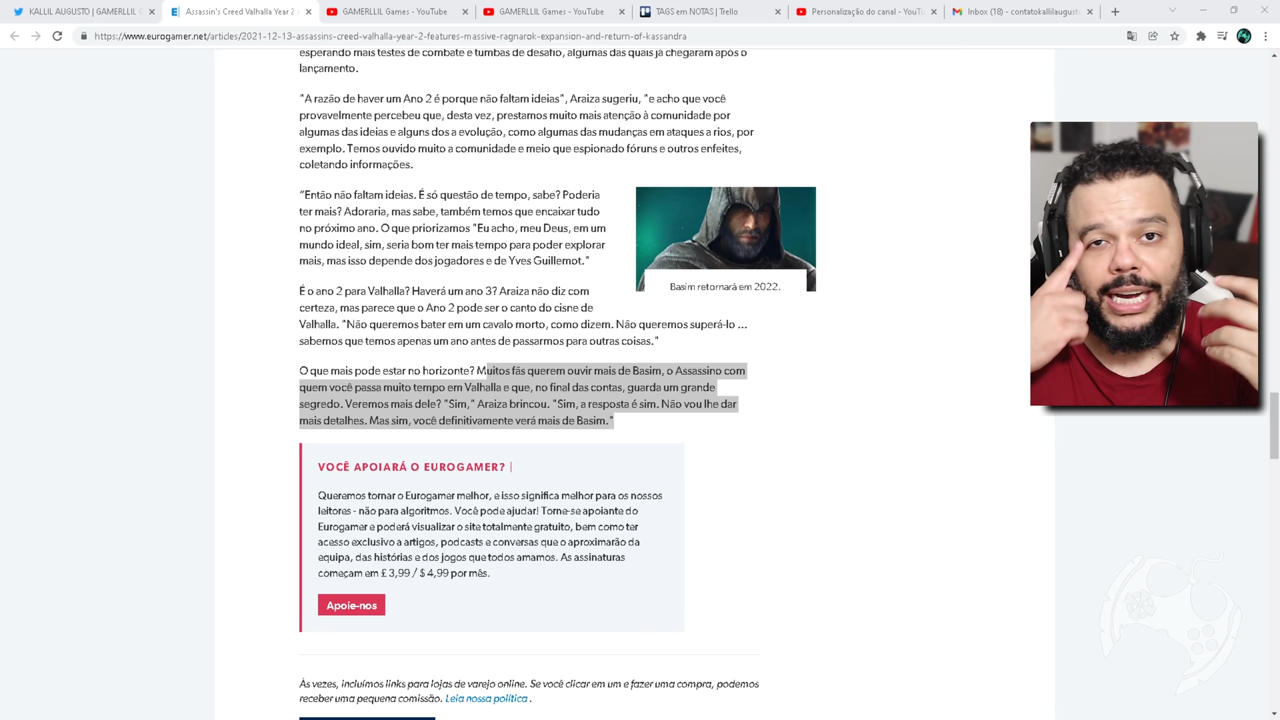 KALLIL AUGUSTO | GAMERLLIL G
Assassin's Creed Valhalla Year 2
GAMERLLIL Games - YouTube
GAMERLLIL Games - YouTube
TAGS em NOTAS | Trello
Personalização do canal - YouTu
Inbox (18) - contatokallilaugust
https://www.eurogamer.net/articles/2021-12-13-assassins-creed-valhalla-year-2-features-massive-ragnarok-expansion-and-return-of-kassandra
esperando mais testes de combate e tumbas de desafio, algumas das quais já chegaram após o
lançamento.
"A razão de haver um Ano 2 é porque não faltam ideias", Araiza sugeriu, "e acho que você
provavelmente percebeu que, desta vez, prestamos muito mais atenção à comunidade por
algumas das ideias e alguns dos a evolução, como algumas das mudanças em ataques a rios, por
exemplo. Temos ouvido muito a comunidade e meio que espionado fóruns e outros enfeites,
coletando informações.
“Então não faltam ideias. É só questão de tempo, sabe? Poderia
ter mais? Adoraria, mas sabe, também temos que encaixar tudo
no próximo ano. O que priorizamos "Eu acho, meu Deus, em um
mundo ideal, sim, seria bom ter mais tempo para poder explorar
mais, mas isso depende dos jogadores e de Yves Guillemot."
Basim retornará em 2022.
É o ano 2 para Valhalla? Haverá um ano 3? Araiza não diz com
certeza, mas parece que o Ano 2 pode ser o canto do cisne de
Valhalla. "Não queremos bater em um cavalo morto, como dizem. Não queremos superá-lo ...
sabemos que temos apenas um ano antes de passarmos para outras coisas."
O que mais pode estar no horizonte? Muitos fãs querem ouvir mais de Basim, o Assassino com
quem você passa muito tempo em Valhalla e que, no final das contas, guarda um grande
segredo. Veremos mais dele? "Sim," Araiza brincou. "Sim, a resposta é sim. Não vou lhe dar
mais detalhes. Mas sim, você definitivamente verá mais de Basim."
VOCÊ APOIARÁ O EUROGAMER? |
Queremos tornar o Eurogamer melhor, e isso significa melhor para os nossos
leitores - não para algoritmos. Você pode ajudar! Torne-se apoiante do
Eurogamer e poderá visualizar o site totalmente gratuito, bem como ter
acesso exclusivo a artigos, podcasts e conversas que o aproximarão da
equipa, das histórias e dos jogos que todos amamos. As assinaturas
começam em £ 3,99 / $ 4,99 por mês.
Apoie-nos
Às vezes, incluímos links para lojas de varejo online. Se você clicar em um e fazer uma compra, podemos
receber uma pequena comissão. Leia nossa política .